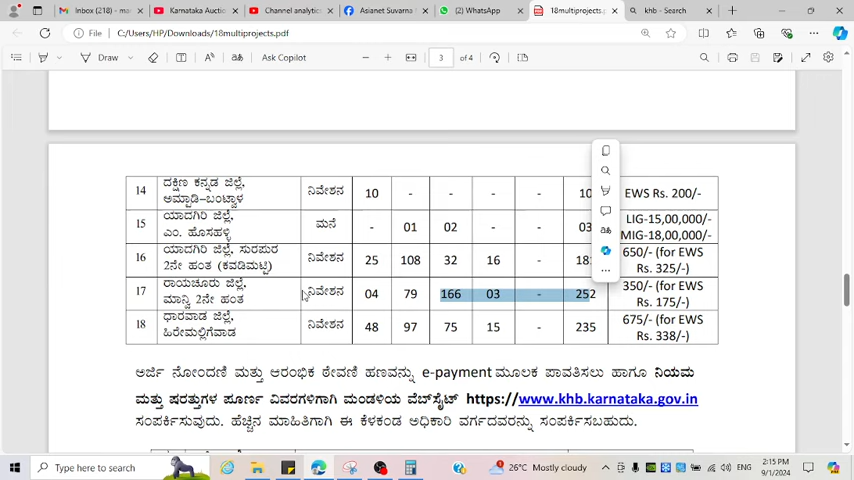 Inbox (218) - ma
Karnataka Auctio
Channel analytic
Asianet Suvarna
(2) WhatsApp
18multiprojects.pdf
khb - Search
File
C:/Users/HP/Downloads/18multiprojects.pdf
Draw
Ask Copilot
3
of 4
14 ದಕ್ಷಿಣ ಕನ್ನಡ ಜಿಲ್ಲೆ, ಅಮ್ಟಾಡಿ–ಬಂಟ್ವಾಳ ನಿವೇಶನ 10 - - - - 10 EWS Rs. 200/-
15 ಯಾದಗಿರಿ ಜಿಲ್ಲೆ, ಎಂ. ಹೊಸಹಳ್ಳಿ ಮನೆ - 01 02 - - 03 LIG-15,00,000/- MIG-18,00,000/-
16 ಯಾದಗಿರಿ ಜಿಲ್ಲೆ, ಸುರಪುರ 2ನೇ ಹಂತ (ಕವಡಿಮಟ್ಟಿ) ನಿವೇಶನ 25 108 32 16 - 18 650/- (for EWS Rs. 325/-)
17 ರಾಯಚೂರು ಜಿಲ್ಲೆ, ಮಾನ್ವಿ 2ನೇ ಹಂತ ನಿವೇಶನ 04 79 166 03 - 252 350/- (for EWS Rs. 175/-)
18 ಧಾರವಾಡ ಜಿಲ್ಲೆ, ಹಿರೇಮಲ್ಲಿಗೆವಾಡ ನಿವೇಶನ 48 97 75 15 - 235 675/- (for EWS Rs. 338/-)
ಅರ್ಜಿ ನೋಂದಣಿ ಮತ್ತು ಆರಂಭಿಕ ಠೇವಣಿ ಹಣವನ್ನು e-payment ಮೂಲಕ ಪಾವತಿಸಲು ಹಾಗೂ ನಿಯಮ
ಮತ್ತು ಷರತ್ತುಗಳ ಪೂರ್ಣ ವಿವರಗಳಿಗಾಗಿ ಮಂಡಳಿಯ ವೆಬ್‌ಸೈಟ್ https://www.khb.karnataka.gov.in
ಸಂಪರ್ಕಿಸುವುದು. ಹೆಚ್ಚಿನ ಮಾಹಿತಿಗಾಗಿ ಈ ಕೆಳಕಂಡ ಅಧಿಕಾರಿ ವರ್ಗದವರನ್ನು ಸಂಪರ್ಕಿಸಬಹುದು.
Type here to search
26°C Mostly cloudy
ENG
2:15 PM
9/1/2024